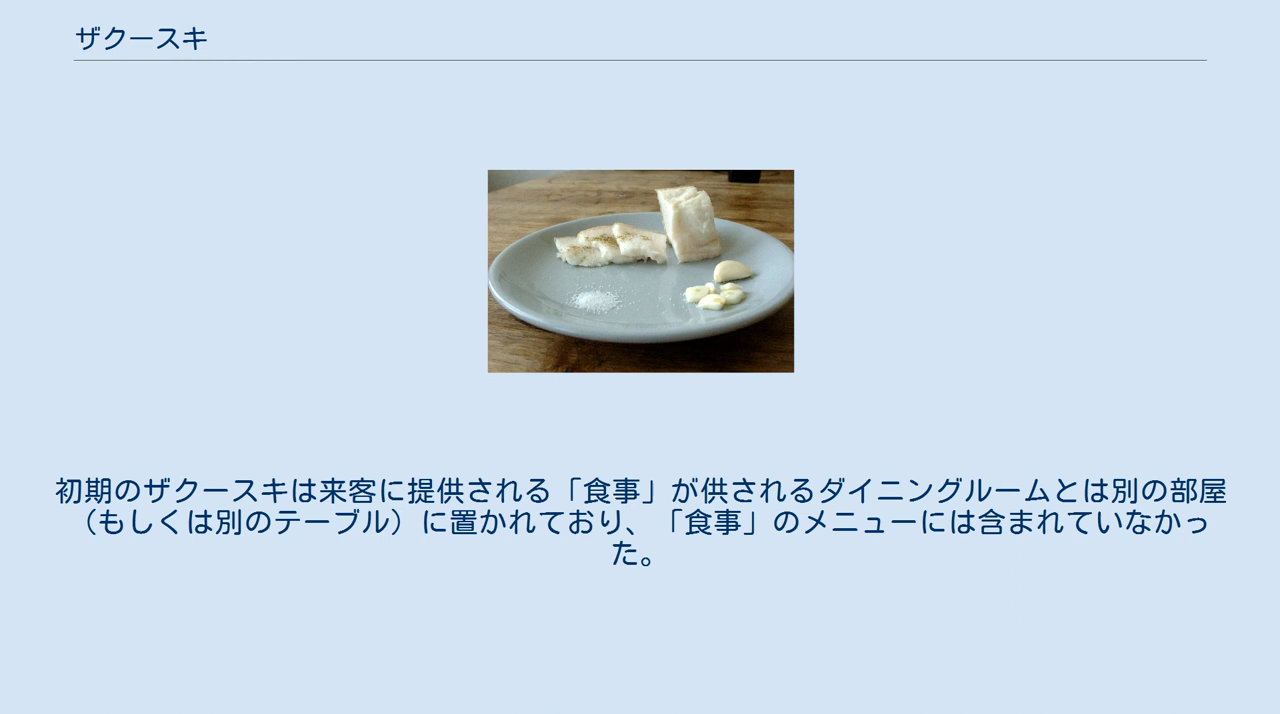 ザクースキ
初期のザクースキは来客に提供される「食事」が供されるダイニングルームとは別の部屋
（もしくは別のテーブル）に置かれており、「食事」のメニューには含まれていなかっ
た。